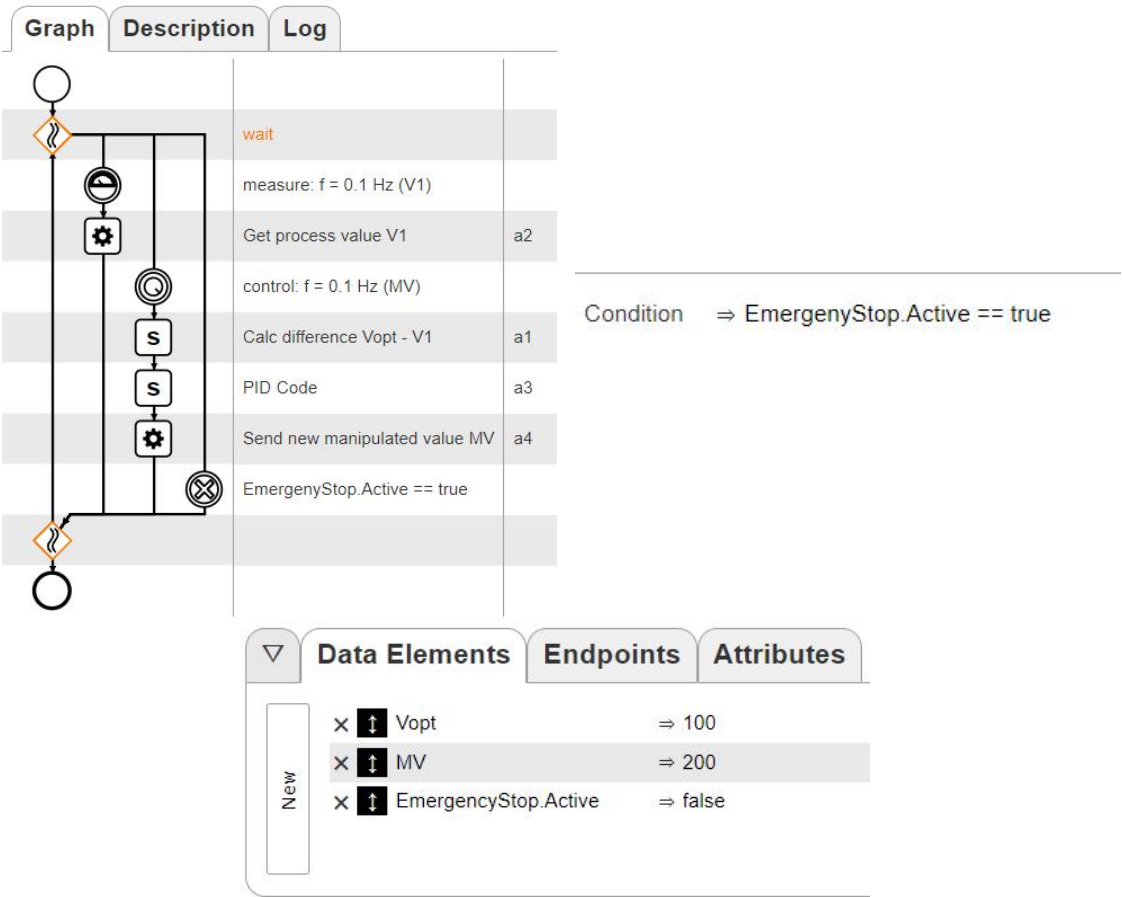 Graph Description Log
wait
measure: f = 0.1 Hz (V1)
Get process value V1 a2
control: f = 0.1 Hz (MV)
S Calc difference Vopt - V1 a1
S PID Code a3
Send new manipulated value MV a4
EmergenyStop.Active == true
Condition ⇒ EmergenyStop.Active == true
▽ Data Elements Endpoints Attributes
New
× ↕ Vopt ⇒ 100
× ↕ MV ⇒ 200
× ↕ EmergencyStop.Active ⇒ false